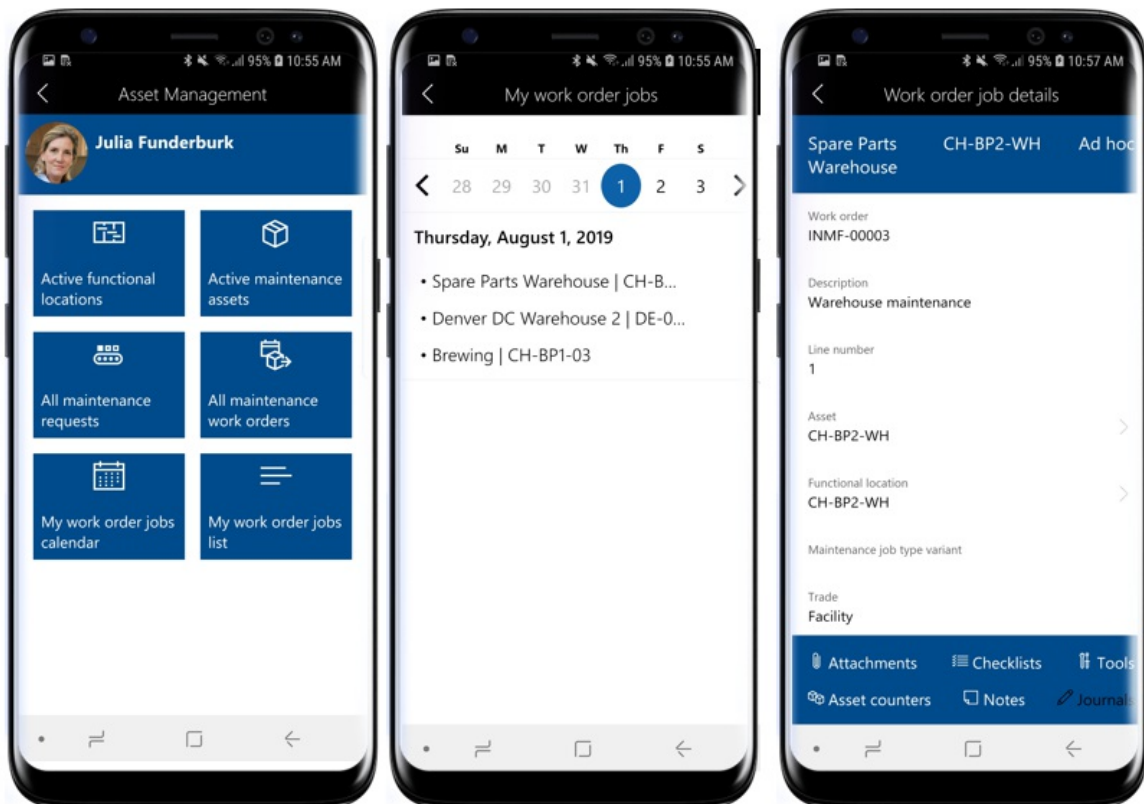 95% 10:55 AM
Asset Management
Julia Funderburk
Active functional
locations
Active maintenance
assets
All maintenance
requests
All maintenance
work orders
My work order jobs
calendar
My work order jobs
list
95% 10:55 AM
My work order jobs
Su M T W Th F S
28 29 30 31 1 2 3
Thursday, August 1, 2019
• Spare Parts Warehouse | CH-B...
• Denver DC Warehouse 2 | DE-0...
• Brewing | CH-BP1-03
95% 10:57 AM
Work order job details
Spare Parts
Warehouse
CH-BP2-WH
Ad hoc
Work order
INMF-00003
Description
Warehouse maintenance
Line number
1
Asset
CH-BP2-WH
Functional location
CH-BP2-WH
Maintenance job type variant
Trade
Facility
Attachments Checklists Tools
Asset counters Notes Journals